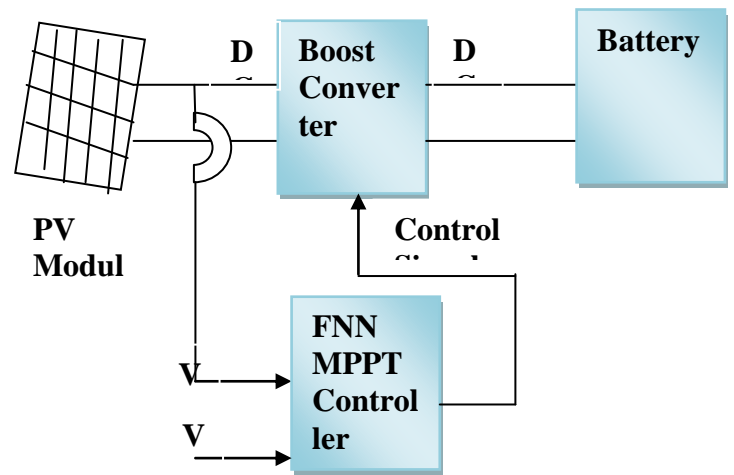 D
Boost
Conver
ter
D
Battery
PV
Modul
Control
FNN
MPPT
Control
ler
V
V